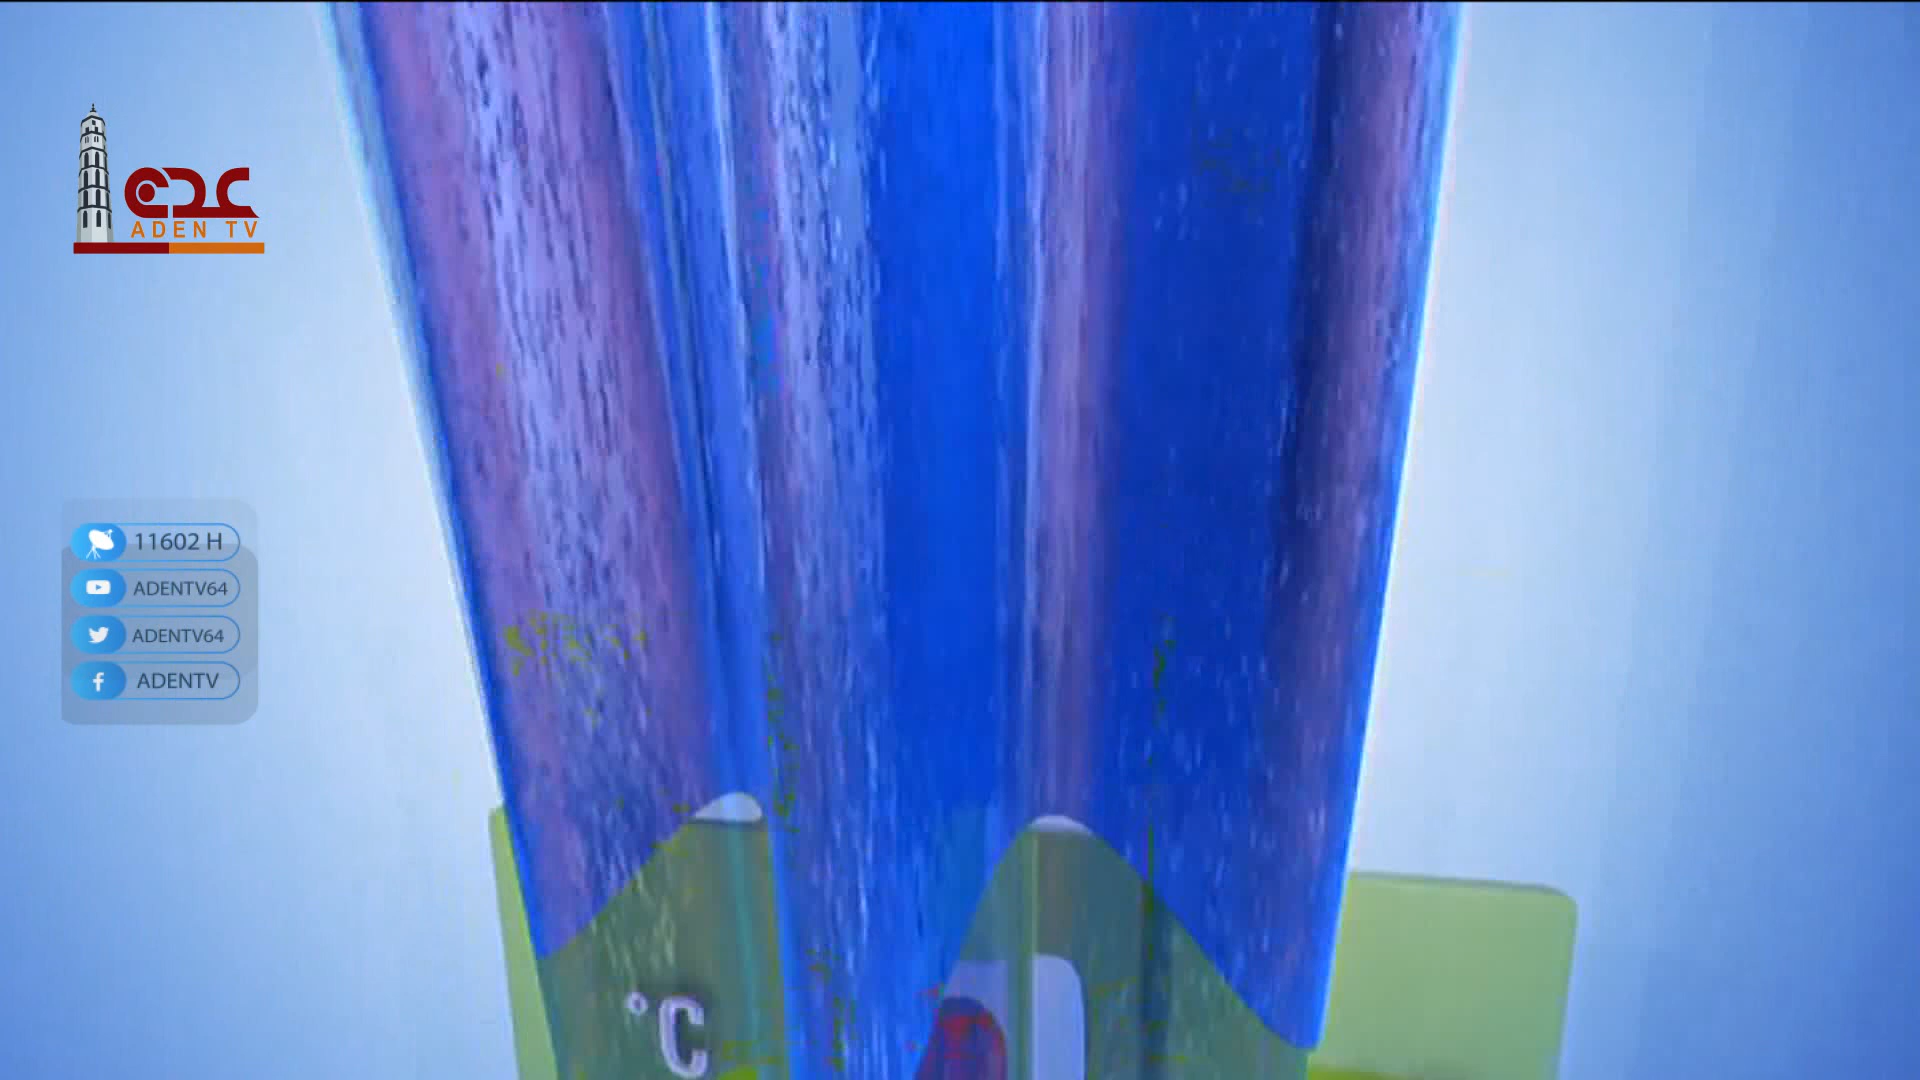 عدن
ADEN TV
11602 H
ADENTV64
ADENTV64
ADENTV
°C